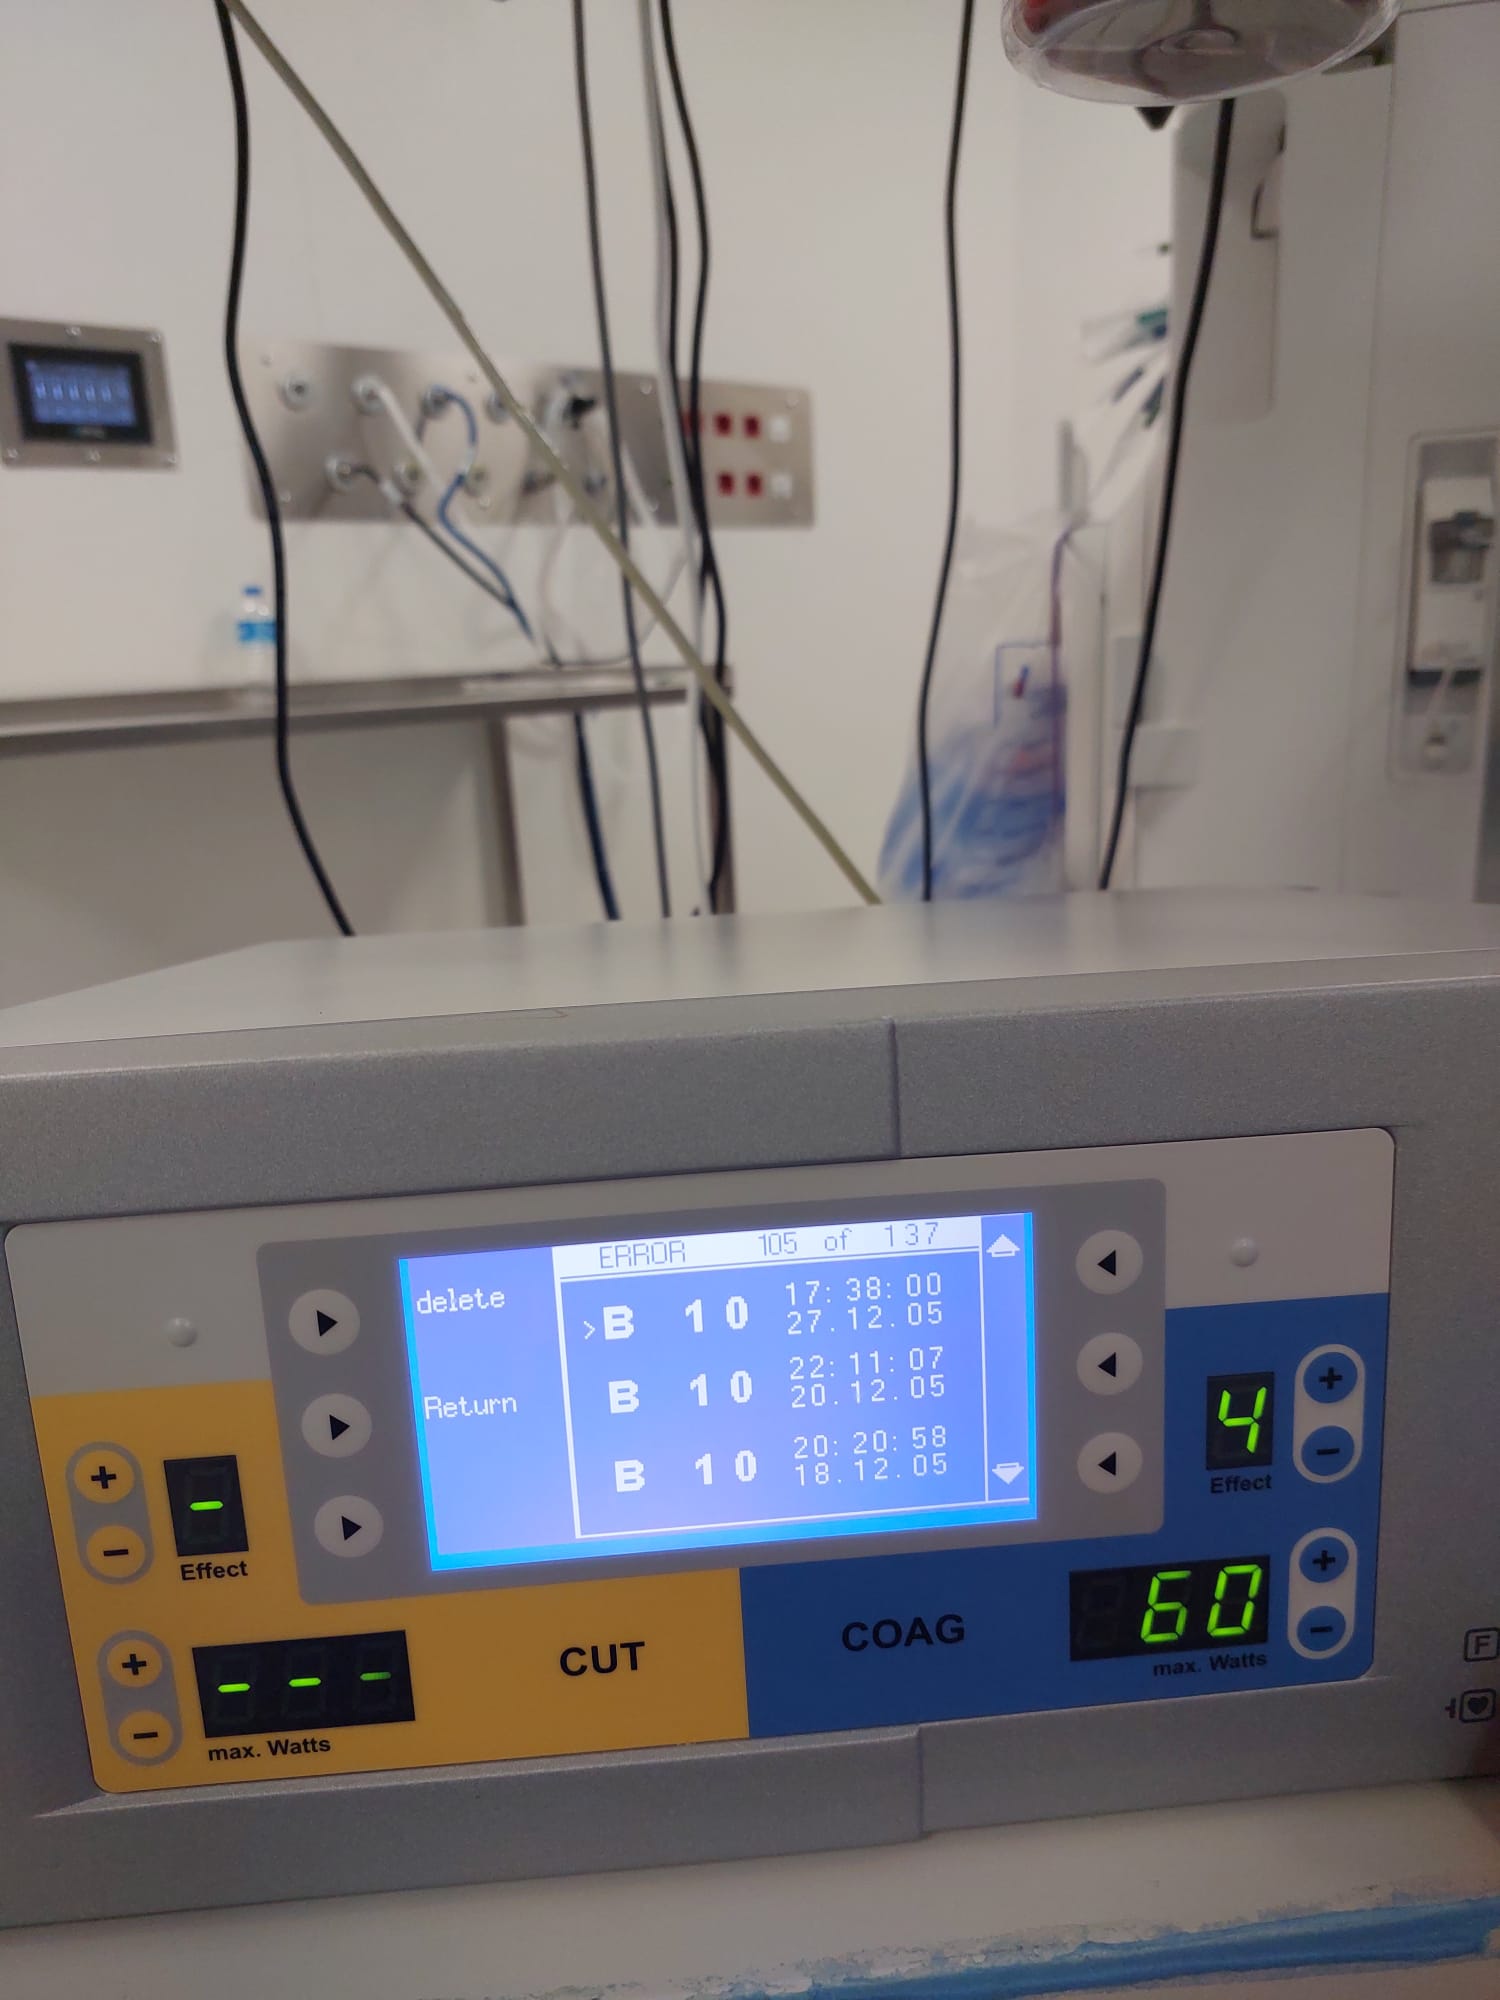 ERROR 105 of 137
delete
>B 10 17:38:00
27.12.05
B 10 22:11:07
20.12.05
Return
B 10 20:20:58
18.12.05
4
Effect
-
Effect
60
max. Watts
COAG
CUT
---
max. Watts
F